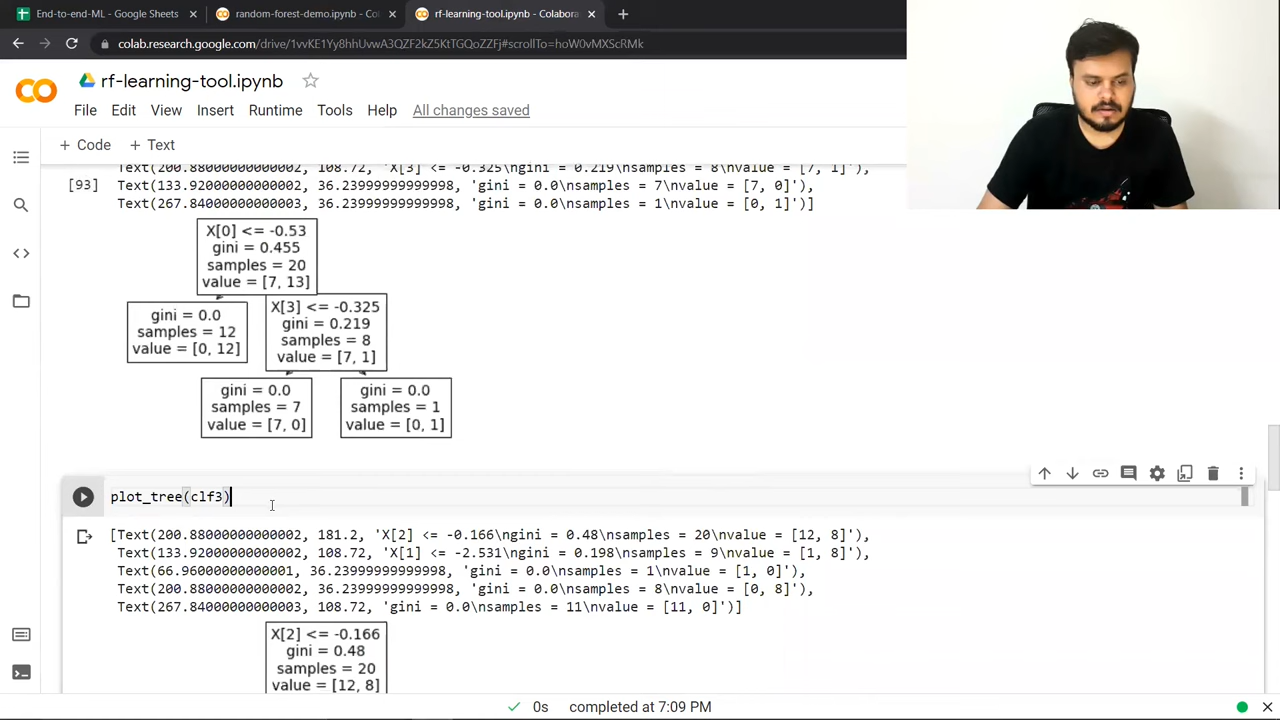 End-to-end-ML - Google Sheets
random-forest-demo.ipynb - Col
rf-learning-tool.ipynb - Colabora
colab.research.google.com/drive/1vvKE1Yy8hhUvwA3QZF2kZ5KtTGQoZZFj#scrollTo=hoW0vMXScRMk
rf-learning-tool.ipynb
File Edit View Insert Runtime Tools Help All changes saved
+ Code + Text
Text(200.88000000000002, 108.72, 'X[3] <= -0.325\ngini = 0.219\nsamples = 8\nvalue = [7, 1]'),
[93]
Text(133.92000000000002, 36.23999999999998, 'gini = 0.0\nsamples = 7\nvalue = [7, 0]'),
Text(267.84000000000003, 36.23999999999998, 'gini = 0.0\nsamples = 1\nvalue = [0, 1]')]
X[0] <= -0.53
gini = 0.455
samples = 20
value = [7, 13]
gini = 0.0
samples = 12
value = [0, 12]
X[3] <= -0.325
gini = 0.219
samples = 8
value = [7, 1]
gini = 0.0
samples = 7
value = [7, 0]
gini = 0.0
samples = 1
value = [0, 1]
plot_tree(clf3)
[Text(200.88000000000002, 181.2, 'X[2] <= -0.166\ngini = 0.48\nsamples = 20\nvalue = [12, 8]'),
Text(133.92000000000002, 108.72, 'X[1] <= -2.531\ngini = 0.198\nsamples = 9\nvalue = [1, 8]'),
Text(66.96000000000001, 36.23999999999998, 'gini = 0.0\nsamples = 1\nvalue = [1, 0]'),
Text(200.88000000000002, 36.23999999999998, 'gini = 0.0\nsamples = 8\nvalue = [0, 8]'),
Text(267.84000000000003, 108.72, 'gini = 0.0\nsamples = 11\nvalue = [11, 0]')]
X[2] <= -0.166
gini = 0.48
samples = 20
value = [12, 8]
0s completed at 7:09 PM